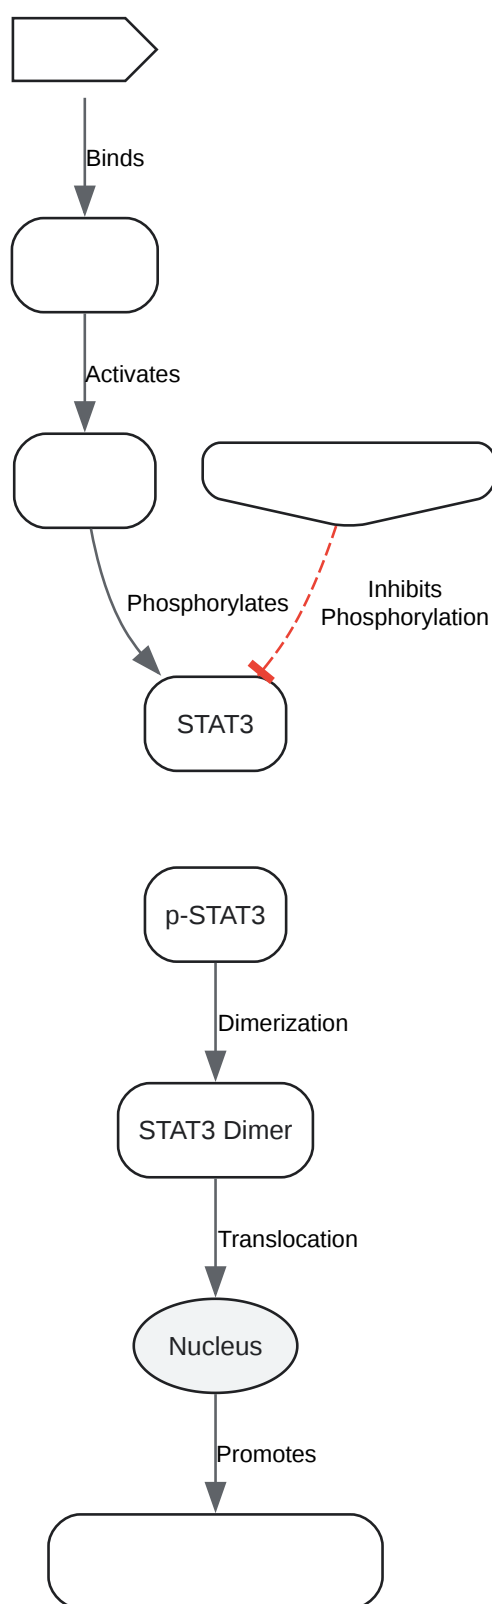 Binds
Activates
Phosphorylates
Inhibits
Phosphorylation
STAT3
p-STAT3
Dimerization
STAT3 Dimer
Translocation
Nucleus
Promotes